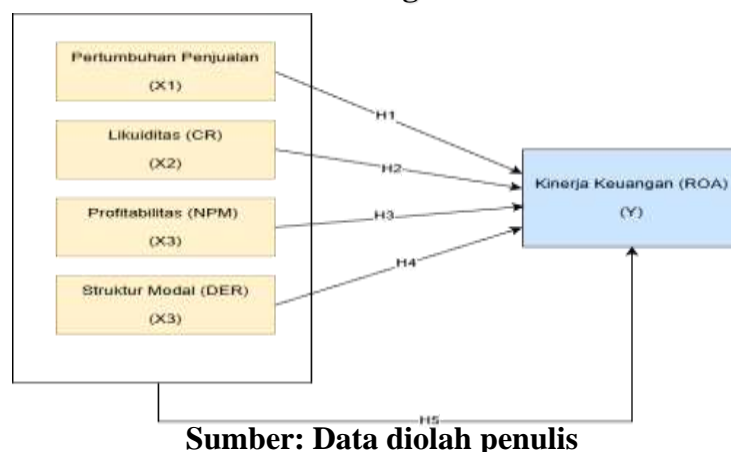 Pertumbuhan Penjualan
(X1)
Likuiditas (CR)
(X2)
Profitabilitas (NPM)
(X3)
Struktur Modal (DER)
(X3)
H1
H2
H3
H4
Kinerja Keuangan (ROA)
(Y)
H5
Sumber: Data diolah penulis